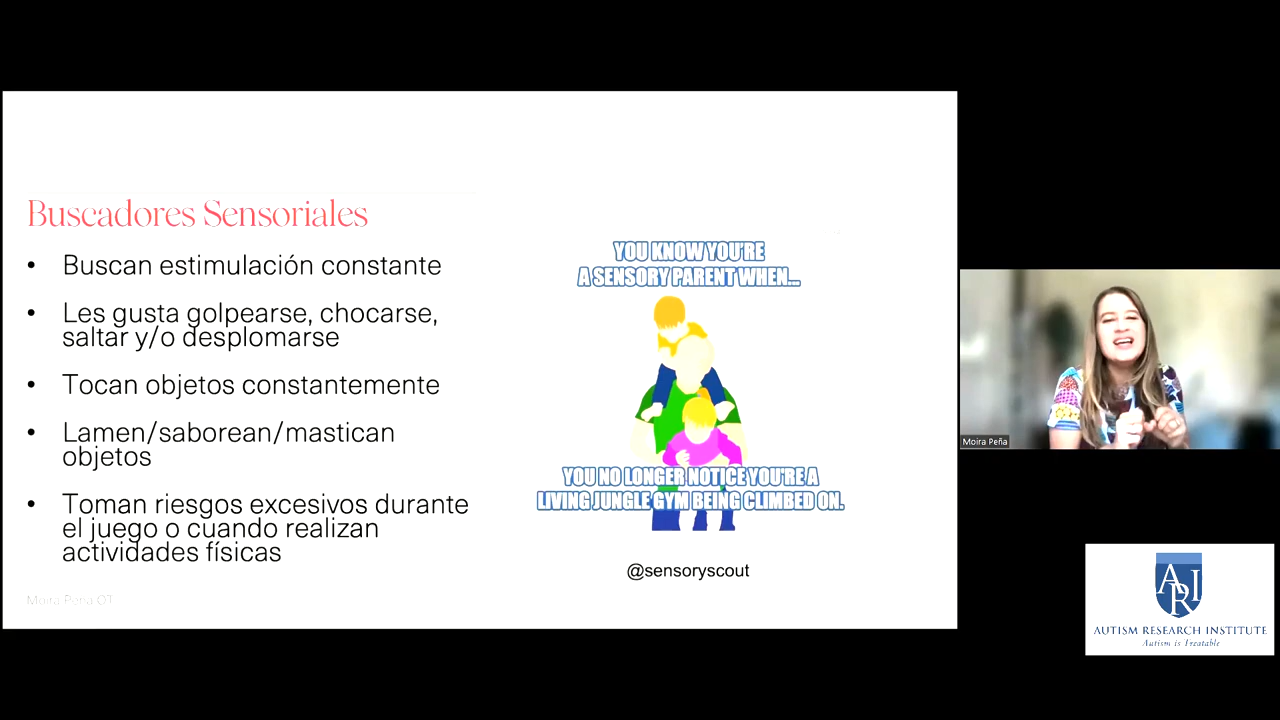 Buscadores Sensoriales
• Buscan estimulación constante
• Les gusta golpearse, chocarse,
saltar y/o desplomarse
• Tocan objetos constantemente
• Lamen/saborean/mastican
objetos
• Toman riesgos excesivos durante
el juego o cuando realizan
actividades físicas
Moira Peña OT
YOU KNOW YOU'RE
A SENSORY PARENT WHEN...
YOU NO LONGER NOTICE YOU'RE A
LIVING JUNGLE GYM BEING CLIMBED ON.
@sensoryscout
Moira Peña
ARI
AUTISM RESEARCH INSTITUTE
Autism is Treatable